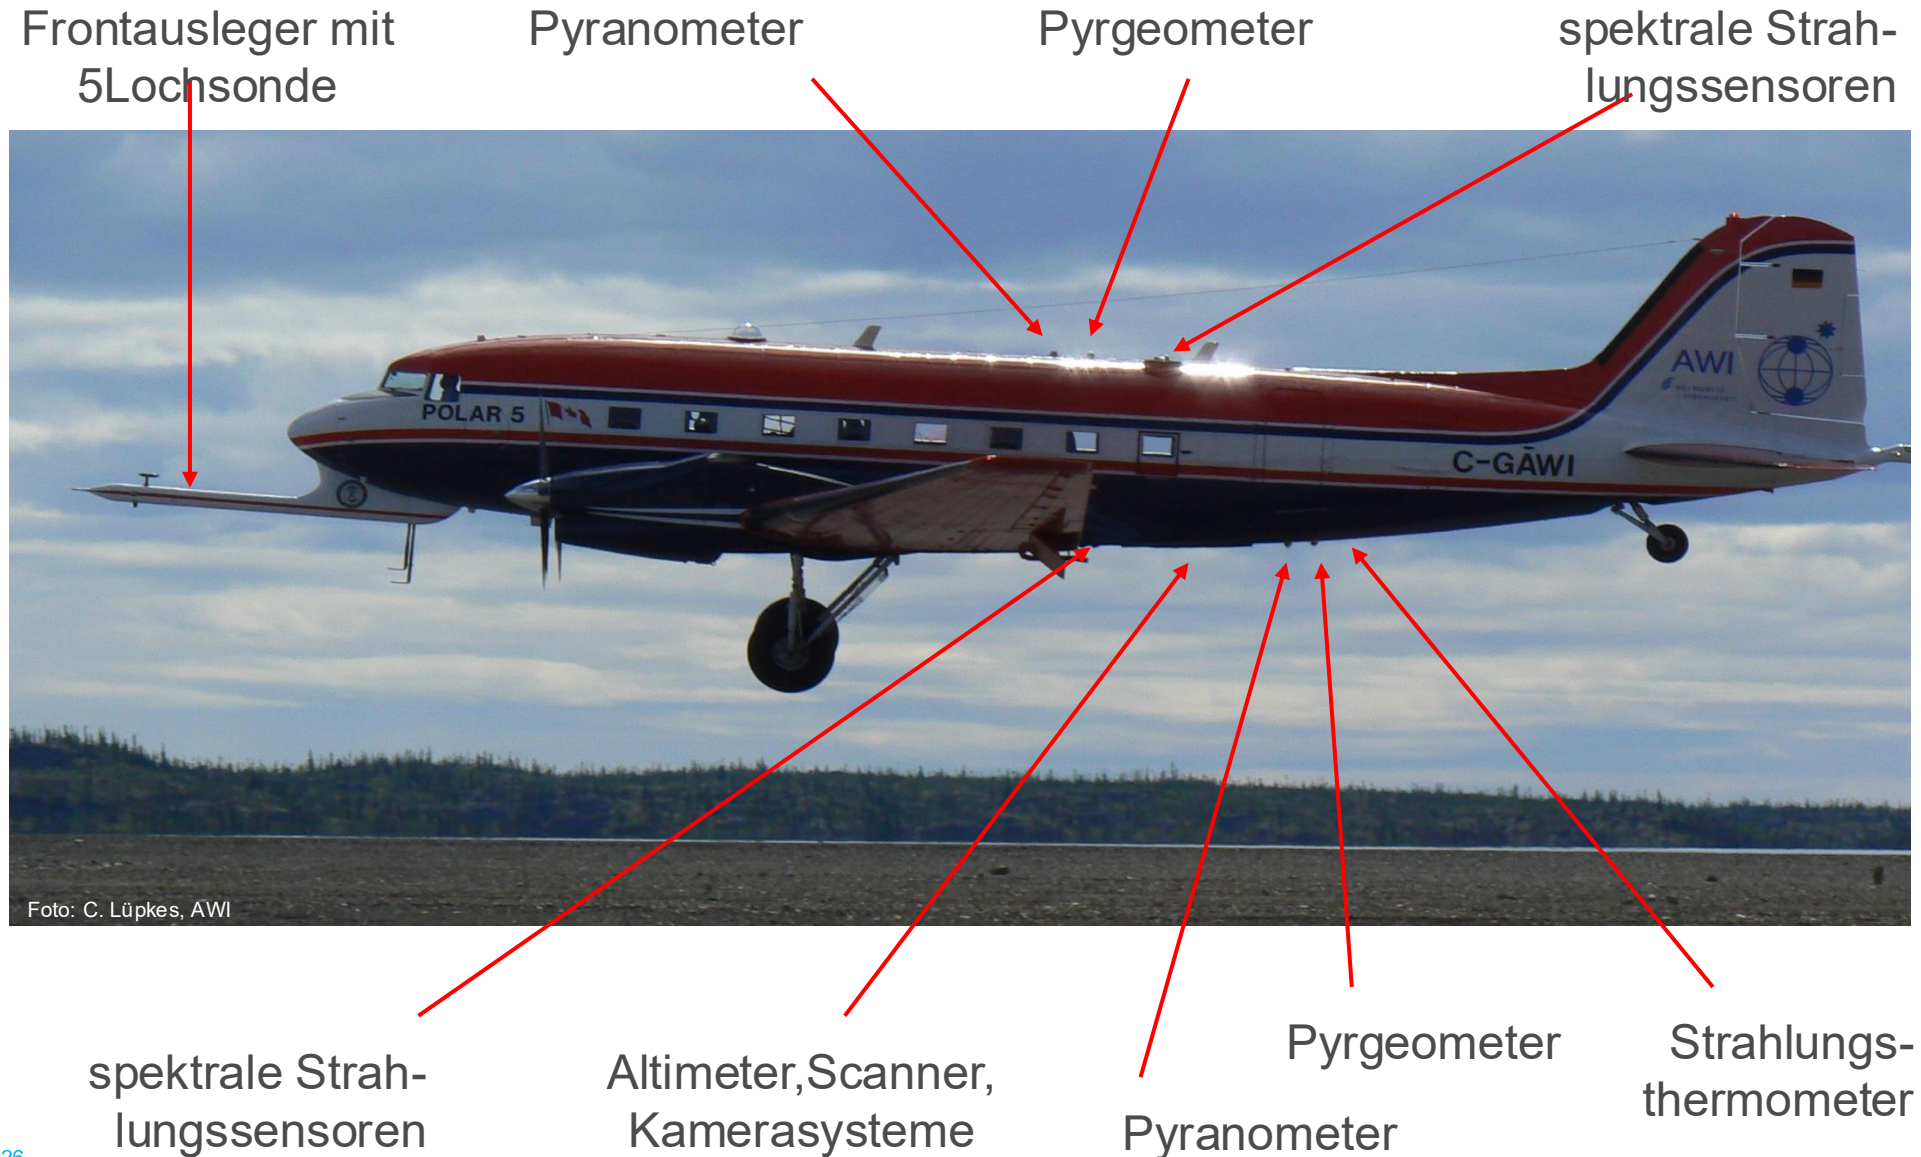 Frontausleger mit
5Lochsonde
Pyranometer
Pyrgeometer
spektrale Strah-
lungssensoren
AWI
POLAR 5
C-GAWI
Foto: C. Lüpkes, AWI
spektrale Strah-
lungssensoren
Altimeter,Scanner,
Kamerasysteme
Pyranometer
Pyrgeometer
Strahlungs-
thermometer
26